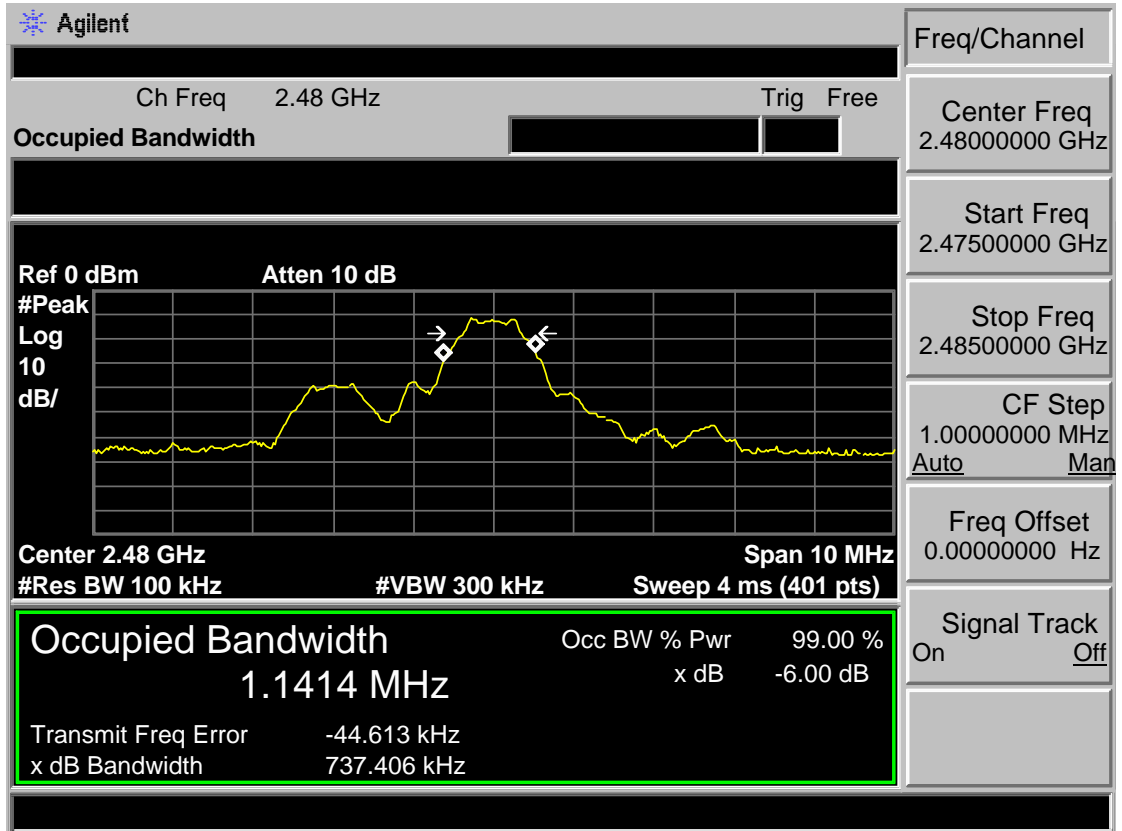 Agilent
Freq/Channel
Ch Freq 2.48 GHz Trig Free
Occupied Bandwidth
Center Freq
2.48000000 GHz
Start Freq
2.47500000 GHz
Stop Freq
2.48500000 GHz
CF Step
1.00000000 MHz
Auto Man
Freq Offset
0.00000000 Hz
Signal Track
On Off
Ref 0 dBm Atten 10 dB
#Peak
Log
10
dB/
Center 2.48 GHz Span 10 MHz
#Res BW 100 kHz #VBW 300 kHz Sweep 4 ms (401 pts)
Occupied Bandwidth
1.1414 MHz
Occ BW % Pwr 99.00 %
x dB -6.00 dB
Transmit Freq Error -44.613 kHz
x dB Bandwidth 737.406 kHz